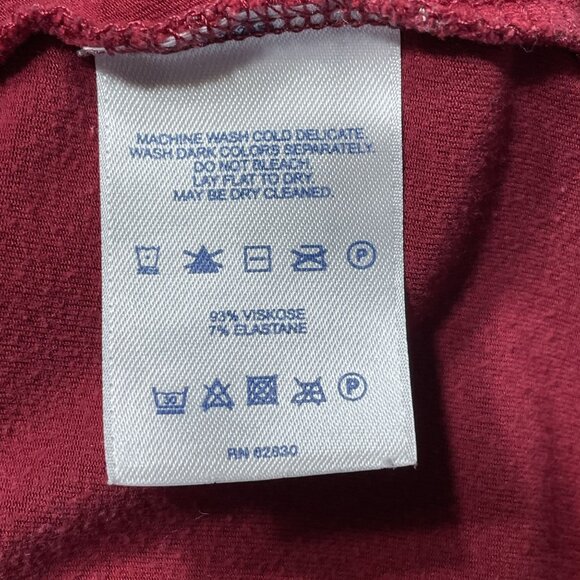 MACHINE WASH COLD DELICATE.
WASH DARK COLORS SEPARATELY.
DO NOT BLEACH.
LAY FLAT TO DRY.
MAY BE DRY CLEANED.
P
93% VISKOSE
7% ELASTANE
30 P
RN 62830